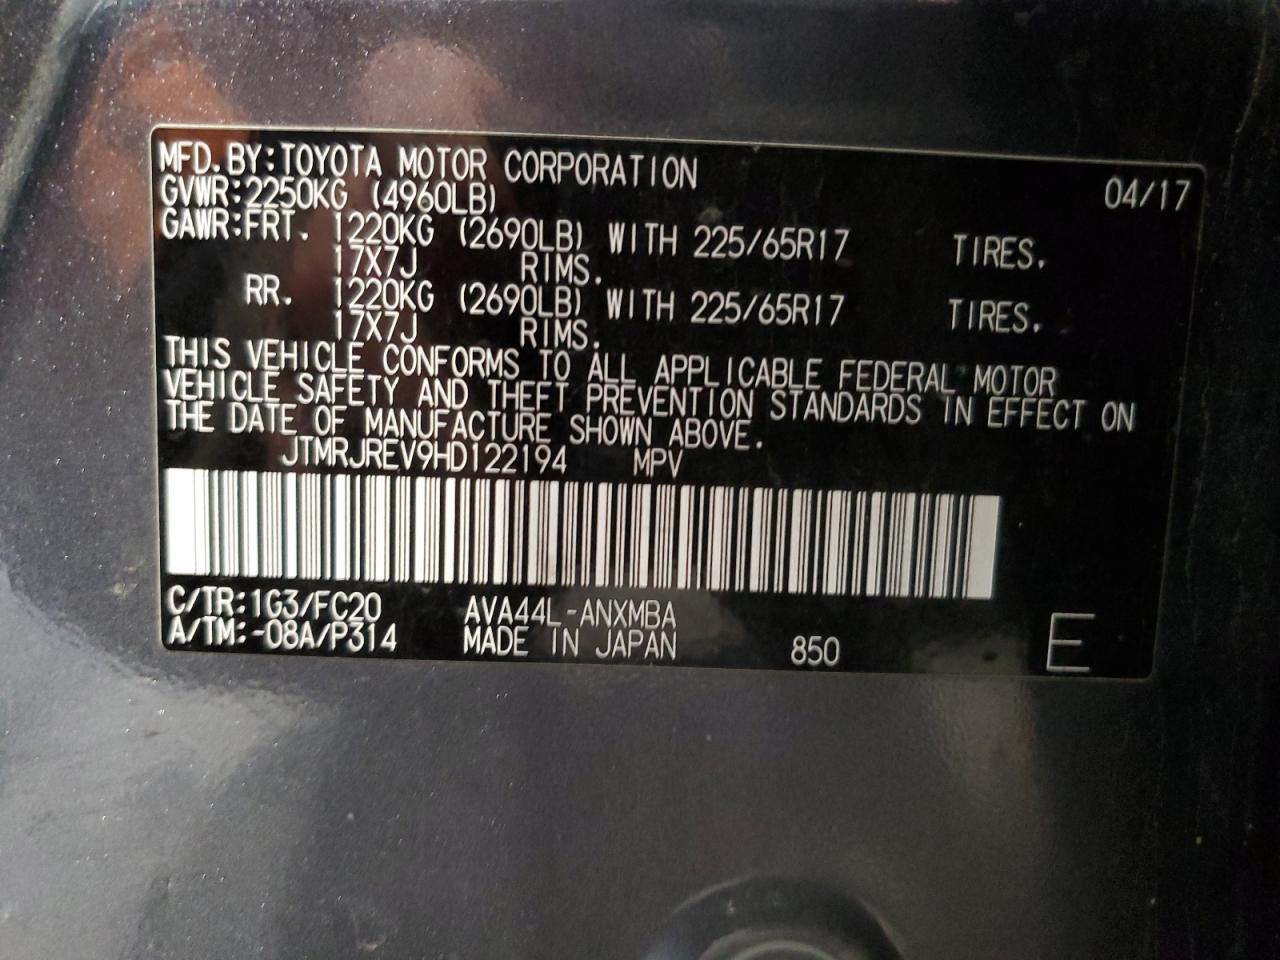 MFD.BY:TOYOTA MOTOR CORPORATION 04/17
GVWR:2250KG (4960LB)
GAWR:FRT. 1220KG (2690LB) WITH 225/65R17 TIRES.
17X7J RIMS.
RR. 1220KG (2690LB) WITH 225/65R17 TIRES.
17X7J RIMS.
THIS VEHICLE CONFORMS TO ALL APPLICABLE FEDERAL MOTOR
VEHICLE SAFETY AND THEFT PREVENTION STANDARDS IN EFFECT ON
THE DATE OF MANUFACTURE SHOWN ABOVE.
JTMRJREV9HD122194 MPV
C/TR:1G3/FC20 AVA44L-ANXMBA
A/TM:-08A/P314 MADE IN JAPAN 850 E